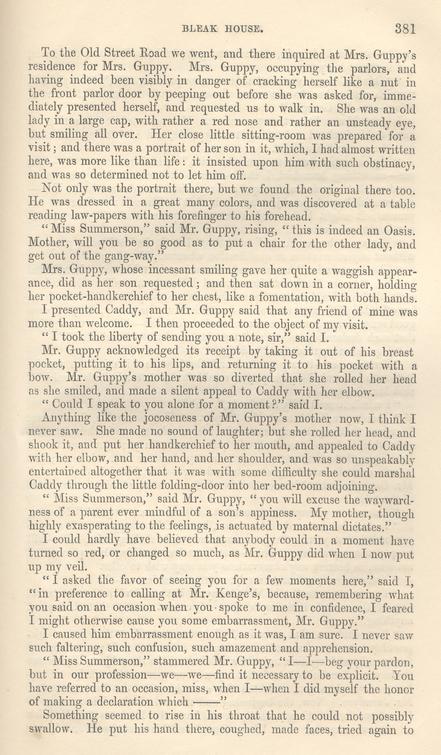 BLEAK HOUSE. 381
To the Old Street Road we went, and there inquired at Mrs. Guppy's
residence for Mrs. Guppy. Mrs. Guppy, occupying the parlors, and
having indeed been visibly in danger of cracking herself like a nut in
the front parlor door by peeping out before she was asked for, imme-
diately presented herself, and requested us to walk in. She was an old
lady in a large cap, with rather a red nose and rather an unsteady eye,
but smiling all over. Her close little sitting-room was prepared for a
visit; and there was a portrait of her son in it, which, I had almost written
here, was more like than life: it insisted upon him with such obstinacy,
and was so determined not to let him off.
Not only was the portrait there, but we found the original there too.
He was dressed in a great many colors, and was discovered at a table
reading law-papers with his forefinger to his forehead.
"Miss Summerson," said Mr. Guppy, rising, "this is indeed an Oasis.
Mother, will you be so good as to put a chair for the other lady, and
get out of the gang-way."
Mrs. Guppy, whose incessant smiling gave her quite a waggish appear-
ance, did as her son requested; and then sat down in a corner, holding
her pocket-handkerchief to her chest, like a fomentation, with both hands.
I presented Caddy, and Mr. Guppy said that any friend of mine was
more than welcome. I then proceeded to the object of my visit.
"I took the liberty of sending you a note, sir," said I.
Mr. Guppy acknowledged its receipt by taking it out of his breast
pocket, putting it to his lips, and returning it to his pocket with a
bow. Mr. Guppy's mother was so diverted that she rolled her head
as she smiled, and made a silent appeal to Caddy with her elbow.
"Could I speak to you alone for a moment?" said I.
Anything like the jocoseness of Mr. Guppy's mother now, I think I
never saw. She made no sound of laughter; but she rolled her head, and
shook it, and put her handkerchief to her mouth, and appealed to Caddy
with her elbow, and her hand, and her shoulder, and was so unspeakably
entertained altogether that it was with some difficulty she could marshal
Caddy through the little folding-door into her bed-room adjoining.
"Miss Summerson," said Mr. Guppy, "you will excuse the wayward-
ness of a parent ever mindful of a son's appiness. My mother, though
highly exasperating to the feelings, is actuated by maternal dictates."
I could hardly have believed that anybody could in a moment have
turned so red, or changed so much, as Mr. Guppy did when I now put
up my veil.
"I asked the favor of seeing you for a few moments here," said I,
"in preference to calling at Mr. Kenge's, because, remembering what
you said on an occasion when you spoke to me in confidence, I feared
I might otherwise cause you some embarrassment, Mr. Guppy."
I caused him embarrassment enough as it was, I am sure. I never saw
such faltering, such confusion, such amazement and apprehension.
"Miss Summerson," stammered Mr. Guppy, "I—I—beg your pardon,
but in our profession—we—we—find it necessary to be explicit. You
have referred to an occasion, miss, when I—when I did myself the honor
of making a declaration which ——"
Something seemed to rise in his throat that he could not possibly
swallow. He put his hand there, coughed, made faces, tried again to